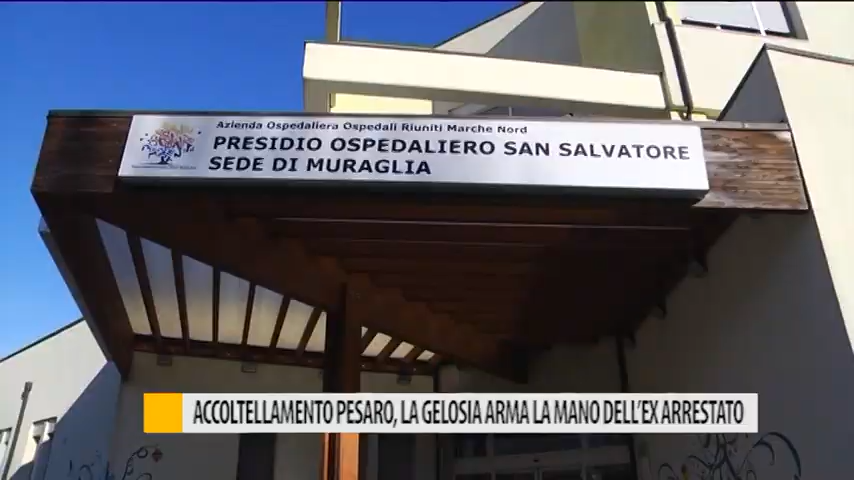 Azienda Ospedaliera Ospedali Riuniti Marche Nord
PRESIDIO OSPEDALIERO SAN SALVATORE
SEDE DI MURAGLIA
ACCOLTELLAMENTO PESARO, LA GELOSIA ARMA LA MANO DELL'EX ARRESTATO